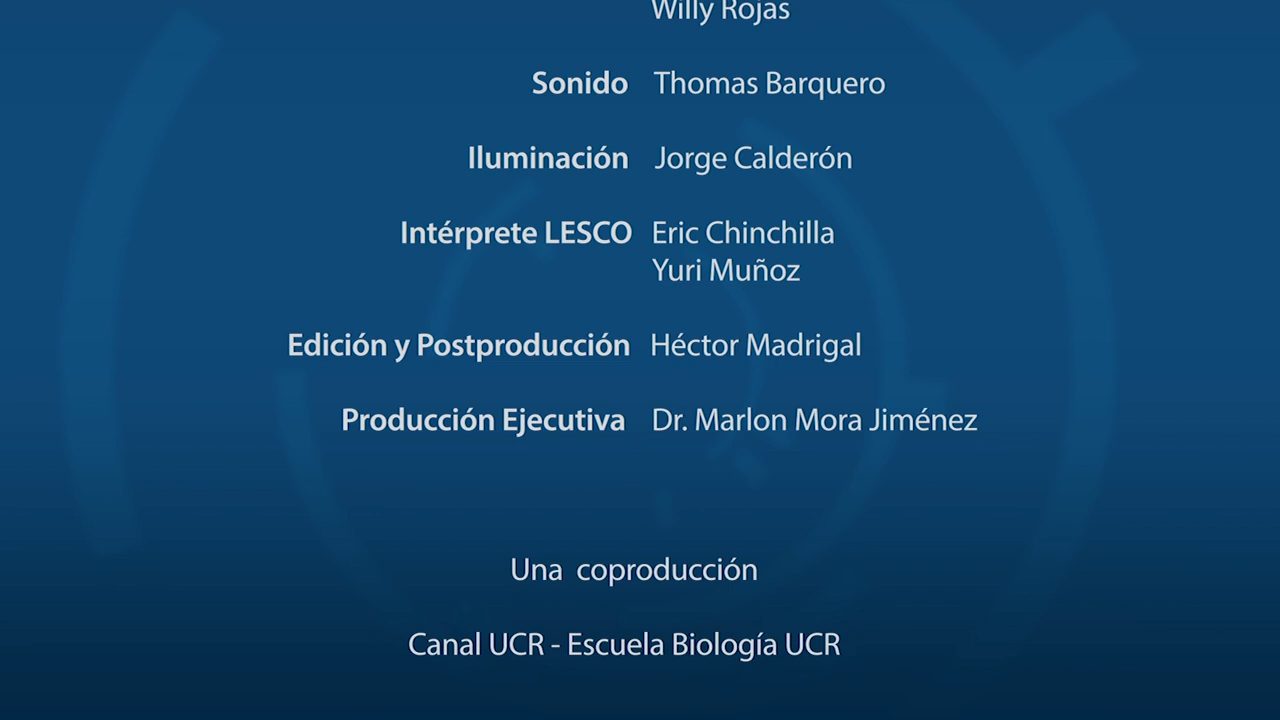 Willy Rojas
Sonido Thomas Barquero
Iluminación Jorge Calderón
Intérprete LESCO Eric Chinchilla
Yuri Muñoz
Edición y Postproducción Héctor Madrigal
Producción Ejecutiva Dr. Marlon Mora Jiménez
Una coproducción
Canal UCR - Escuela Biología UCR